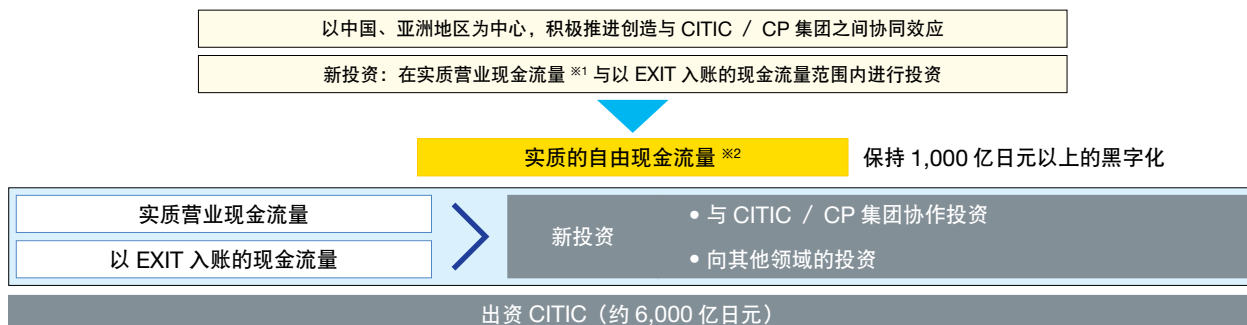 以中国、亚洲地区为中心，积极推进创造与 CITIC / CP 集团之间协同效应
新投资：在实质营业现金流量 ※1 与以 EXIT 入账的现金流量范围内进行投资
实质的自由现金流量 ※2 保持 1,000 亿日元以上的黑字化
实质营业现金流量
以 EXIT 入账的现金流量
新投资
• 与 CITIC / CP 集团协作投资
• 向其他领域的投资
出资 CITIC（约 6,000 亿日元）